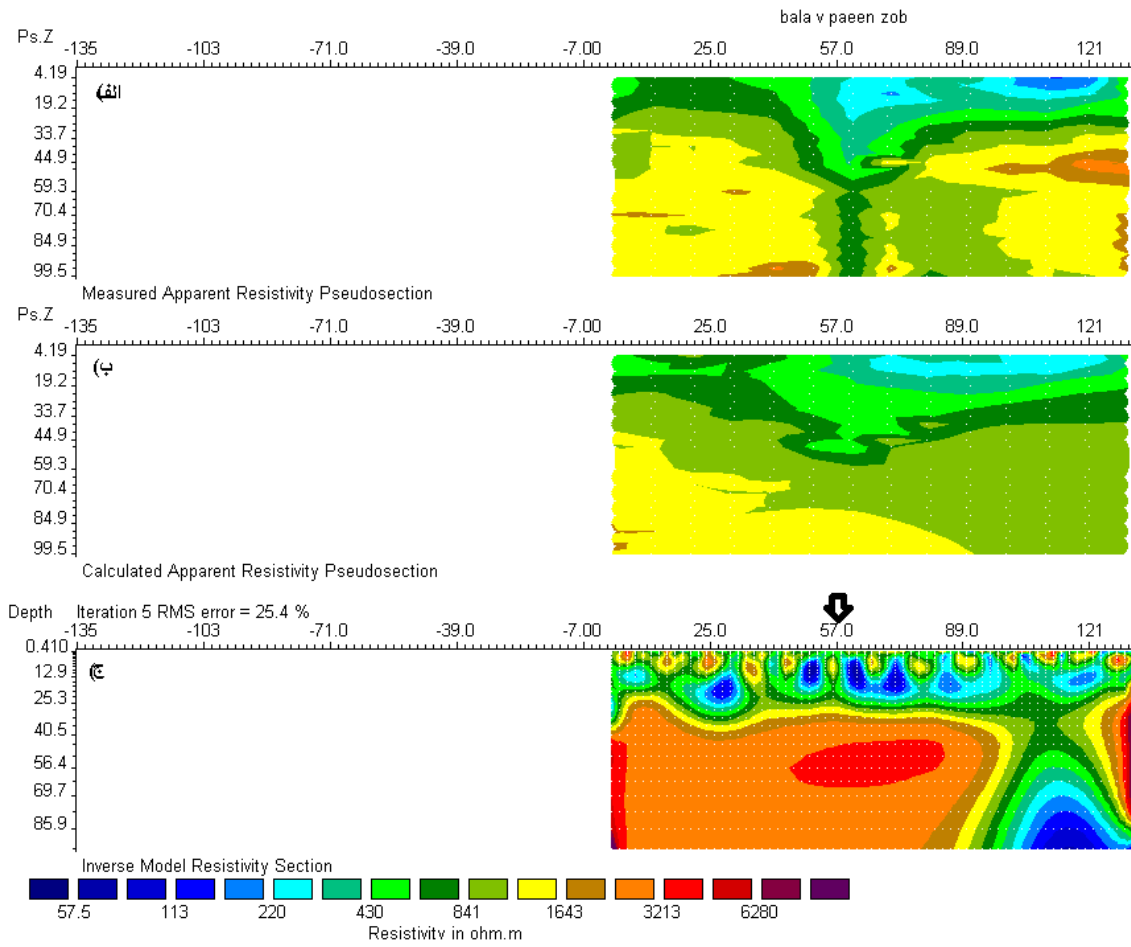 bala v paeen zob
Ps.Z
-135 -103 -71.0 -39.0 -7.00 25.0 57.0 89.0 121
4.19
19.2
33.7
44.9
59.3
70.4
84.9
99.5
الف)
Measured Apparent Resistivity Pseudosection
Ps.Z
-135 -103 -71.0 -39.0 -7.00 25.0 57.0 89.0 121
4.19
19.2
33.7
44.9
59.3
70.4
84.9
99.5
ب)
Calculated Apparent Resistivity Pseudosection
Depth Iteration 5 RMS error = 25.4 %
-135 -103 -71.0 -39.0 -7.00 25.0 57.0 89.0 121
0.410
12.9
25.3
40.5
56.4
69.7
85.9
ج)
Inverse Model Resistivity Section
57.5 113 220 430 841 1643 3213 6280
Resistivity in ohm.m